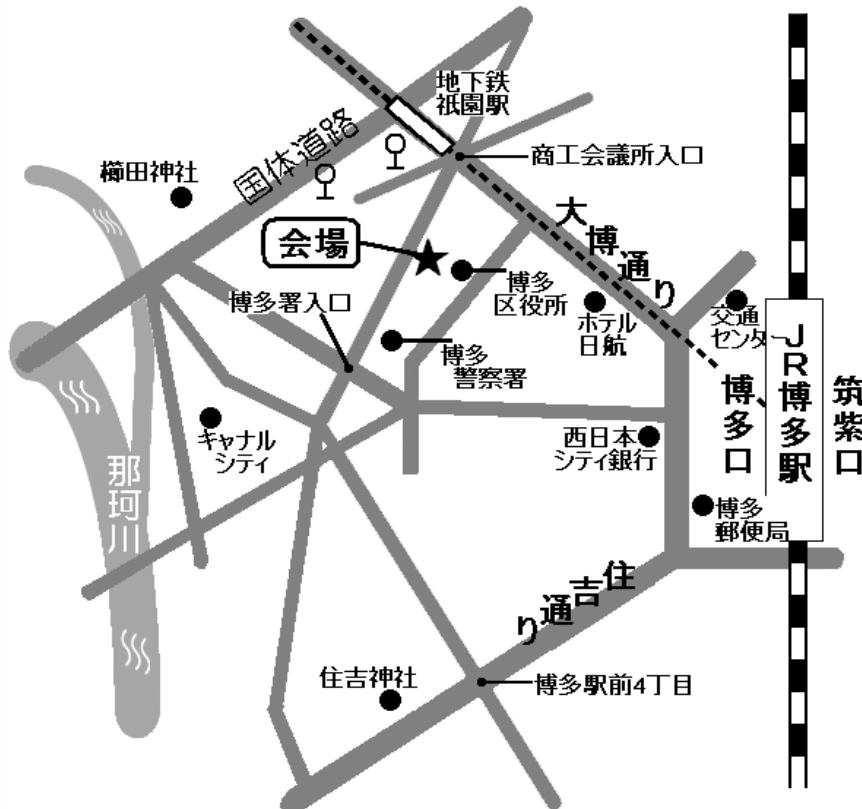 地下鉄
祇園駅
国体道路
商工会議所入口
櫛田神社
大博通り
会場
博多
区役所
博多署入口
ホテル
日航
交通
センター
JR博多駅
博多口
筑紫口
博多
警察署
キャナル
シティ
西日本
シティ銀行
那珂川
博多
郵便局
住吉通り
住吉神社
博多駅前4丁目